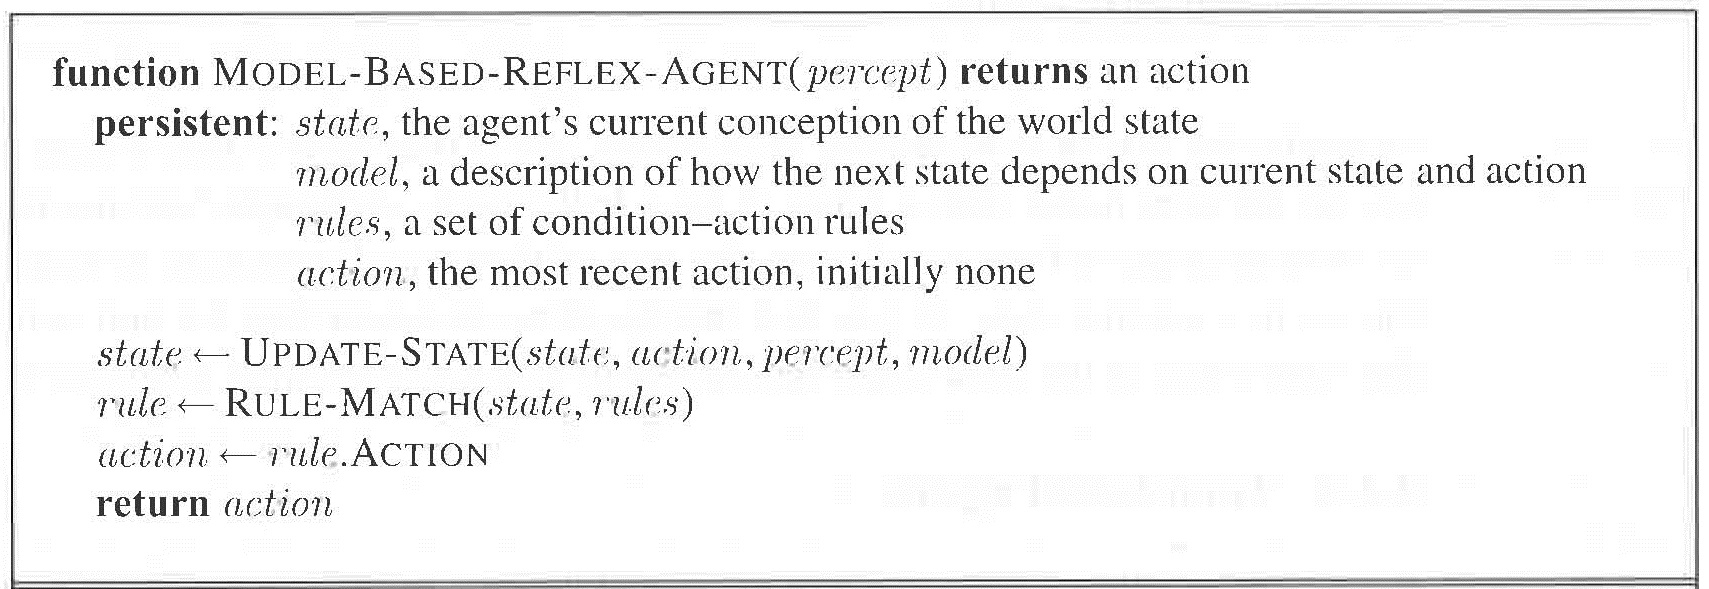 function MODEL-BASED-REFLEX-AGENT(percept) returns an action
persistent: state, the agent's current conception of the world state
model, a description of how the next state depends on current state and action
rules, a set of condition–action rules
action, the most recent action, initially none
state ← UPDATE-STATE(state, action, percept, model)
rule ← RULE-MATCH(state, rules)
action ← rule.ACTION
return action